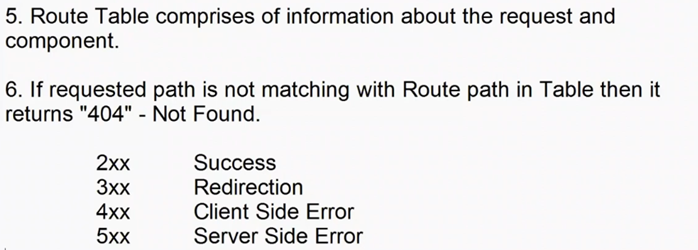 5. Route Table comprises of information about the request and
component.
6. If requested path is not matching with Route path in Table then it
returns "404" - Not Found.
2xx Success
3xx Redirection
4xx Client Side Error
5xx Server Side Error